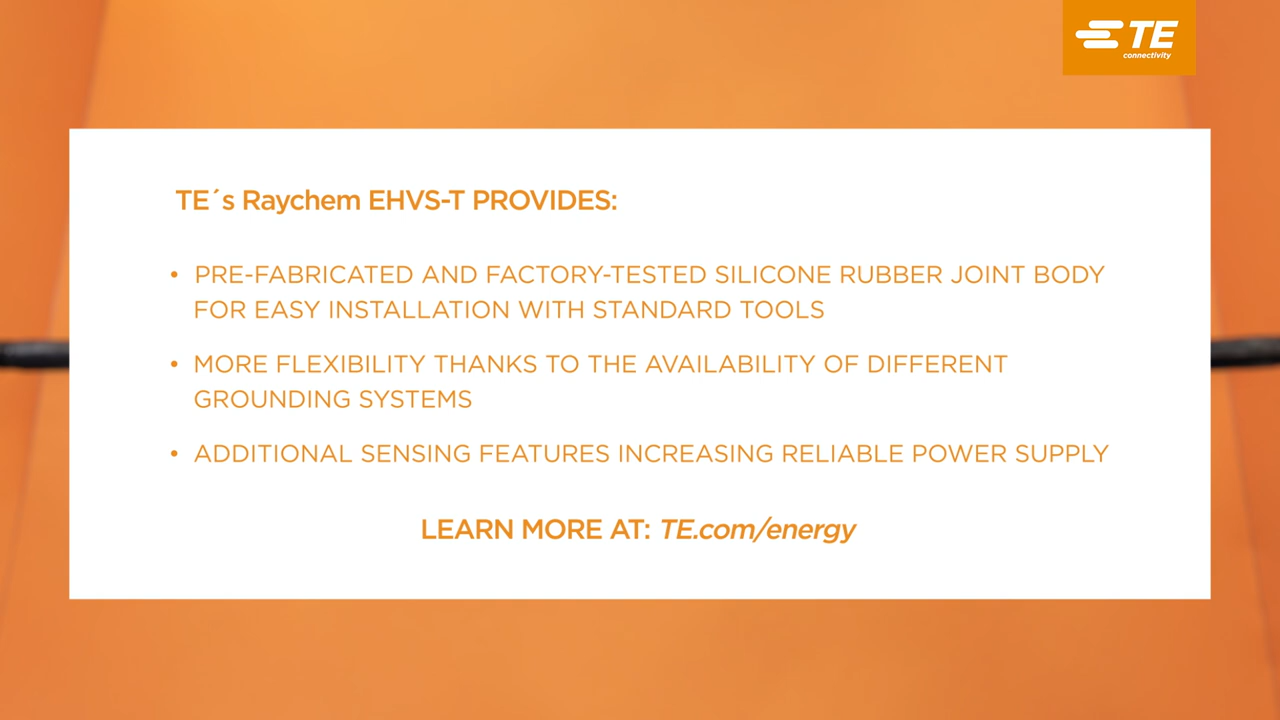 TE
connectivity
TE´s Raychem EHVS-T PROVIDES:
• PRE-FABRICATED AND FACTORY-TESTED SILICONE RUBBER JOINT BODY
FOR EASY INSTALLATION WITH STANDARD TOOLS
• MORE FLEXIBILITY THANKS TO THE AVAILABILITY OF DIFFERENT
GROUNDING SYSTEMS
• ADDITIONAL SENSING FEATURES INCREASING RELIABLE POWER SUPPLY
LEARN MORE AT: TE.com/energy